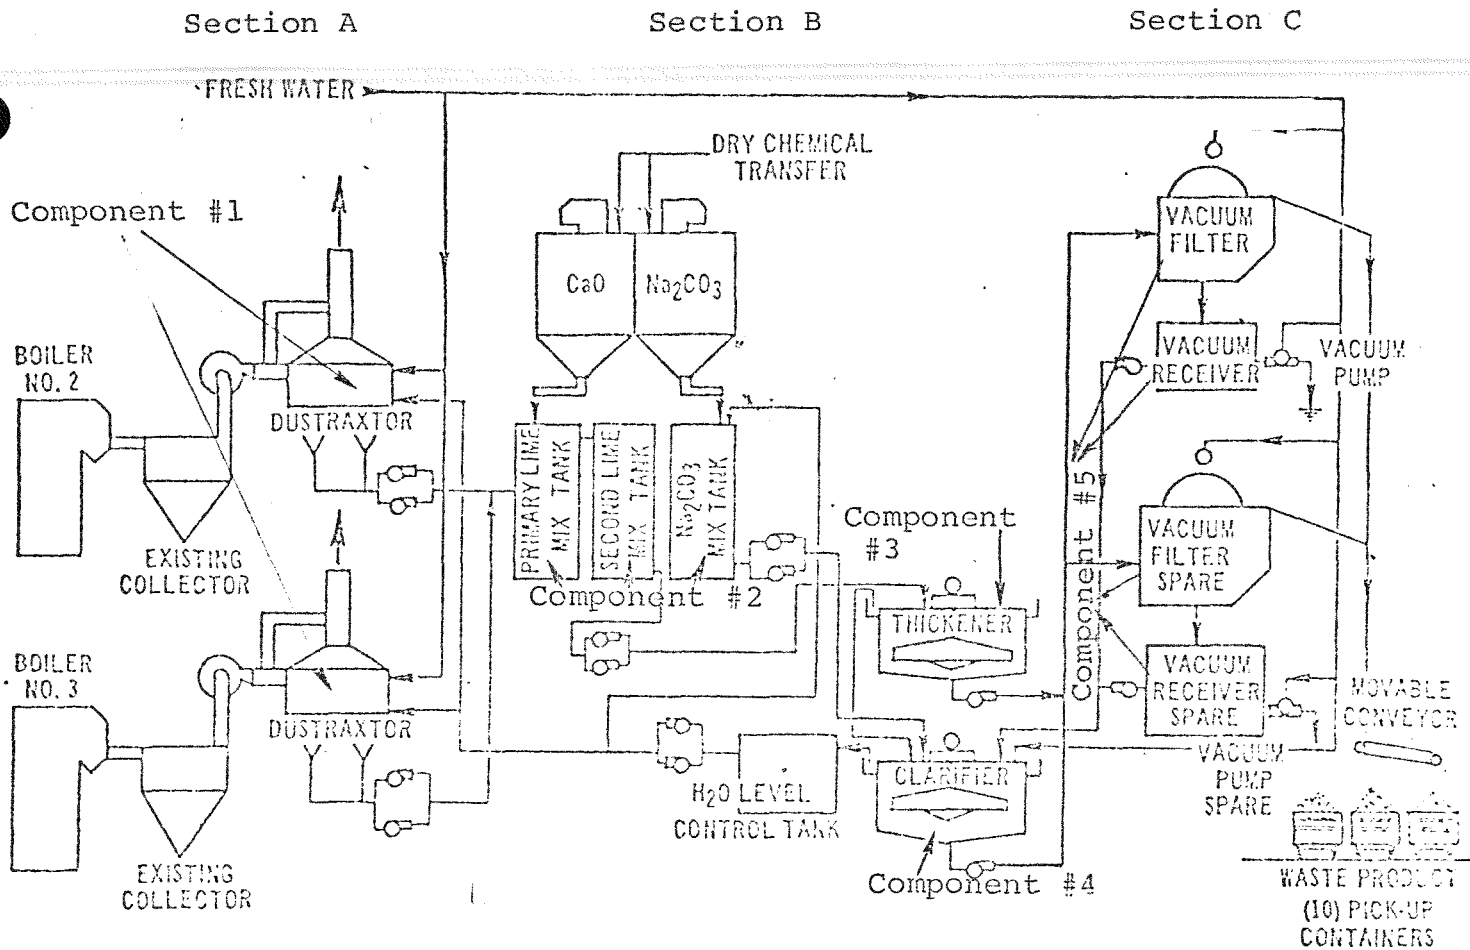 Section A
Section B
Section C
FRESH WATER
DRY CHEMICAL
TRANSFER
Component #1
VACUUM
FILTER
CaO
Na₂CO₃
BOILER
NO. 2
VACUUM
RECEIVER
VACUUM
PUMP
DUSTRAXTOR
PRIMARY LIME
MIX TANK
SECOND LIME
MIX TANK
Na₂CO₃
MIX TANK
EXISTING
COLLECTOR
Component #2
Component
#3
Component #5
VACUUM
FILTER
SPARE
THICKENER
BOILER
NO. 3
VACUUM
RECEIVER
SPARE
MOVABLE
CONVEYOR
DUSTRAXTOR
H₂O LEVEL
CONTROL TANK
CLARIFIER
VACUUM
PUMP
SPARE
EXISTING
COLLECTOR
Component #4
WASTE PRODUCT
(10) PICK-UP
CONTAINERS